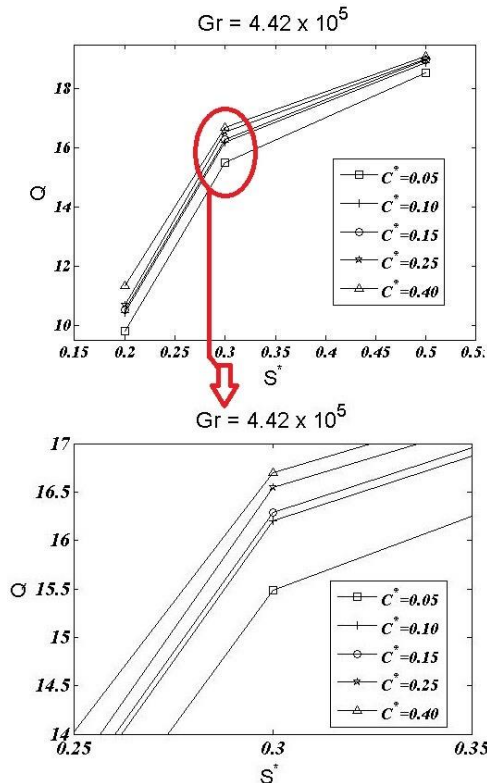 Gr = 4.42 x 10^5
18
16
14
12
10
Q
C*=0.05
C*=0.10
C*=0.15
C*=0.25
C*=0.40
0.15 0.2 0.25 0.3 0.35 0.4 0.45 0.5 0.5:
S*
Gr = 4.42 x 10^5
17
16.5
16
15.5
15
14.5
14
Q
C*=0.05
C*=0.10
C*=0.15
C*=0.25
C*=0.40
0.25 0.3 0.35
S*